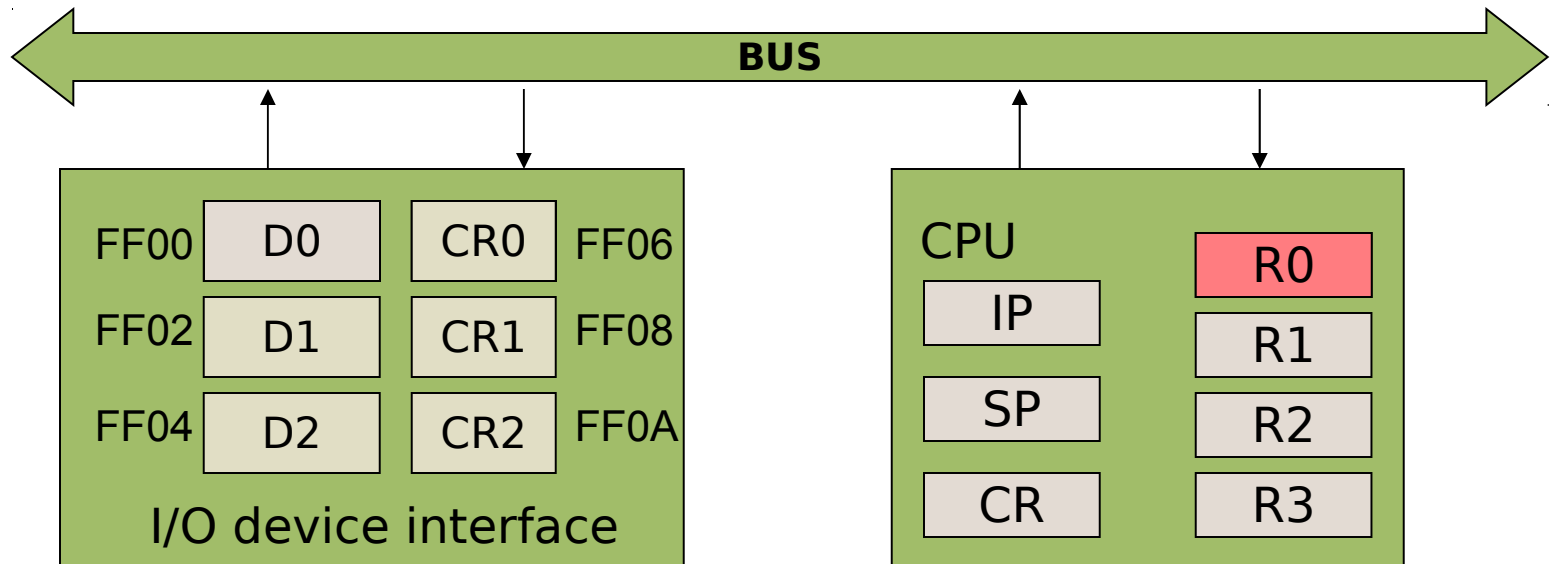 BUS
FF00 D0 CR0 FF06
FF02 D1 CR1 FF08
FF04 D2 CR2 FF0A
I/O device interface
CPU
IP
SP
CR
R0
R1
R2
R3